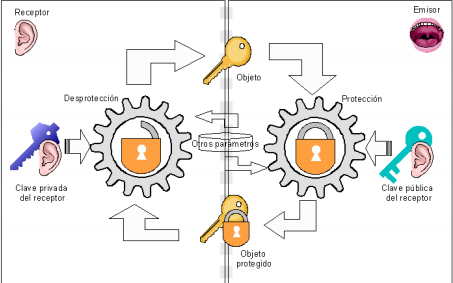 Receptor
Emisor
Objeto
Desprotección
Protección
Otros parámetros
Clave privada
del receptor
Clave pública
del receptor
Objeto
protegido